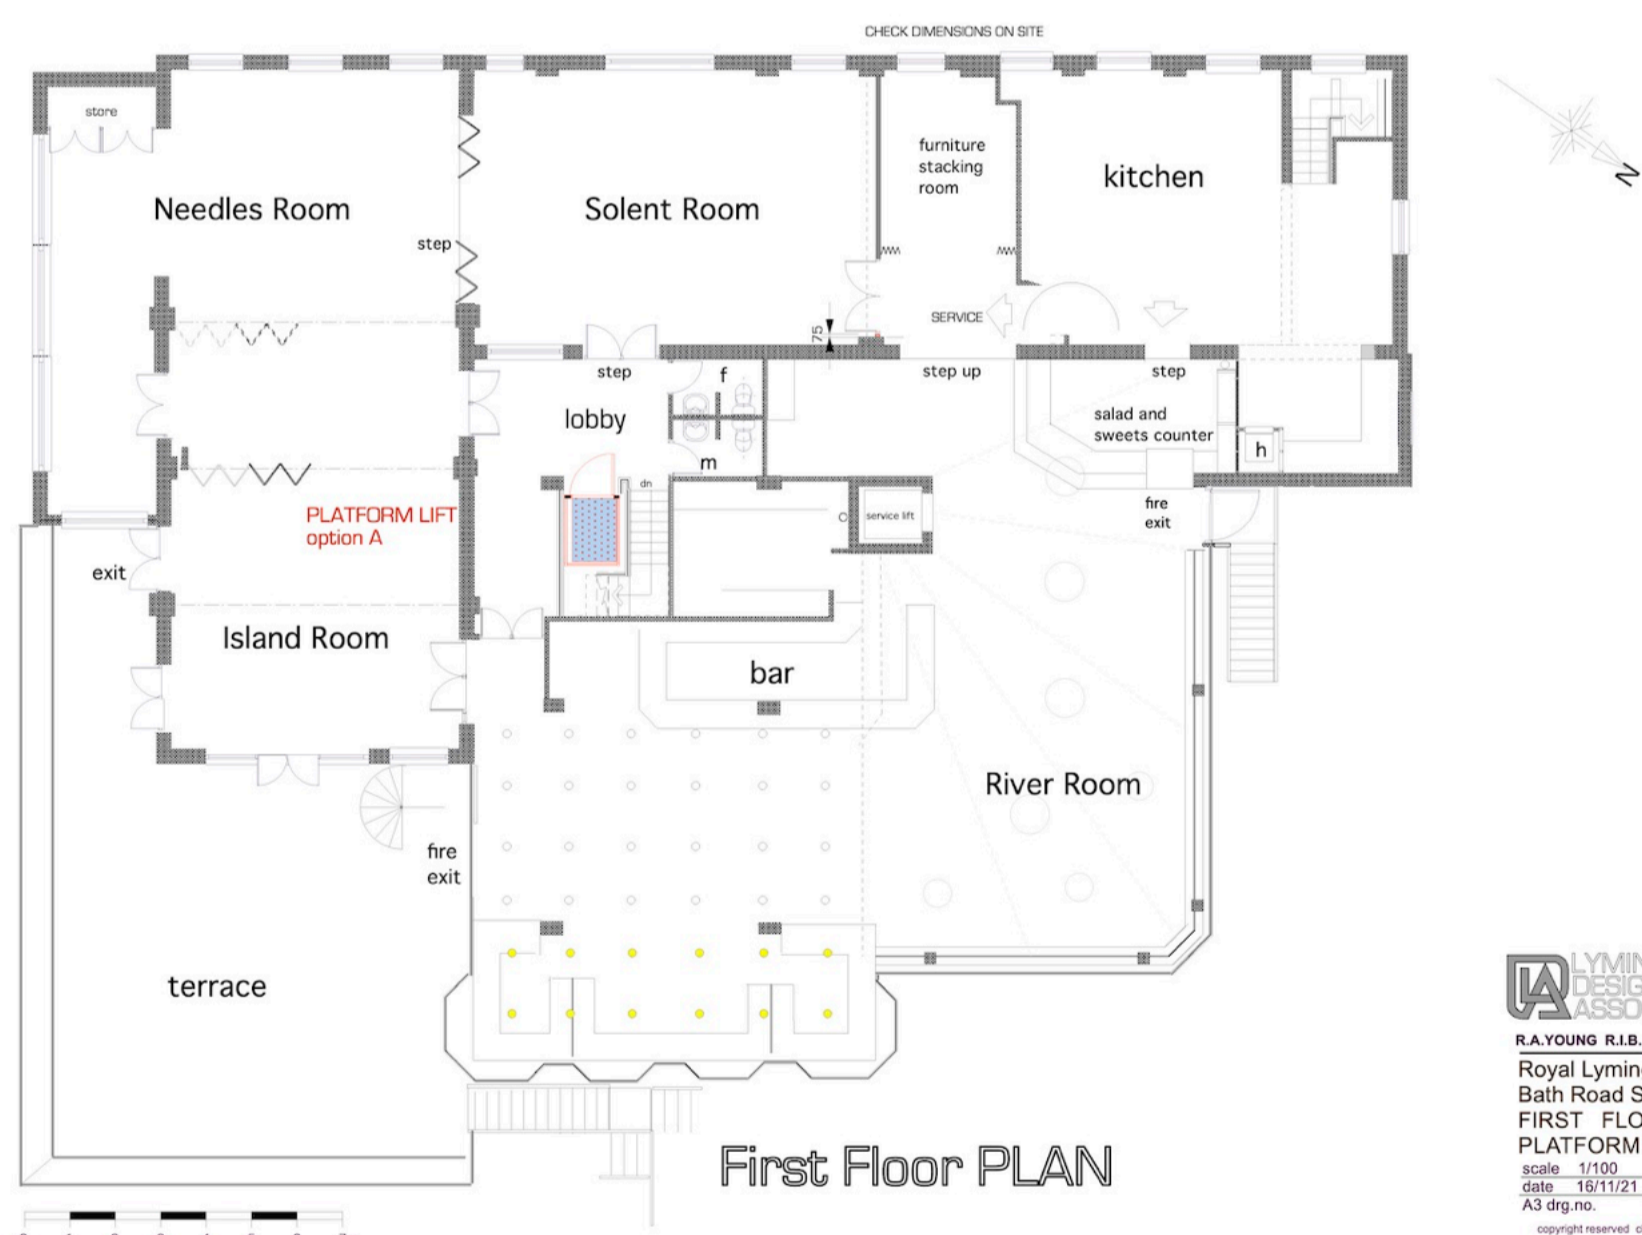 CHECK DIMENSIONS ON SITE
store
Needles Room
step
Solent Room
furniture
stacking
room
kitchen
N
SERVICE
75
step
lobby
f
m
step up
step
salad and
sweets counter
h
dn
PLATFORM LIFT
option A
service lift
fire
exit
exit
Island Room
bar
River Room
fire
exit
terrace
First Floor PLAN
LYMIN
DESIG
ASSO
R.A.YOUNG R.I.B.
Royal Lyming
Bath Road S
FIRST FLO
PLATFORM
scale 1/100
date 16/11/21
A3 drg.no.
copyright reserved